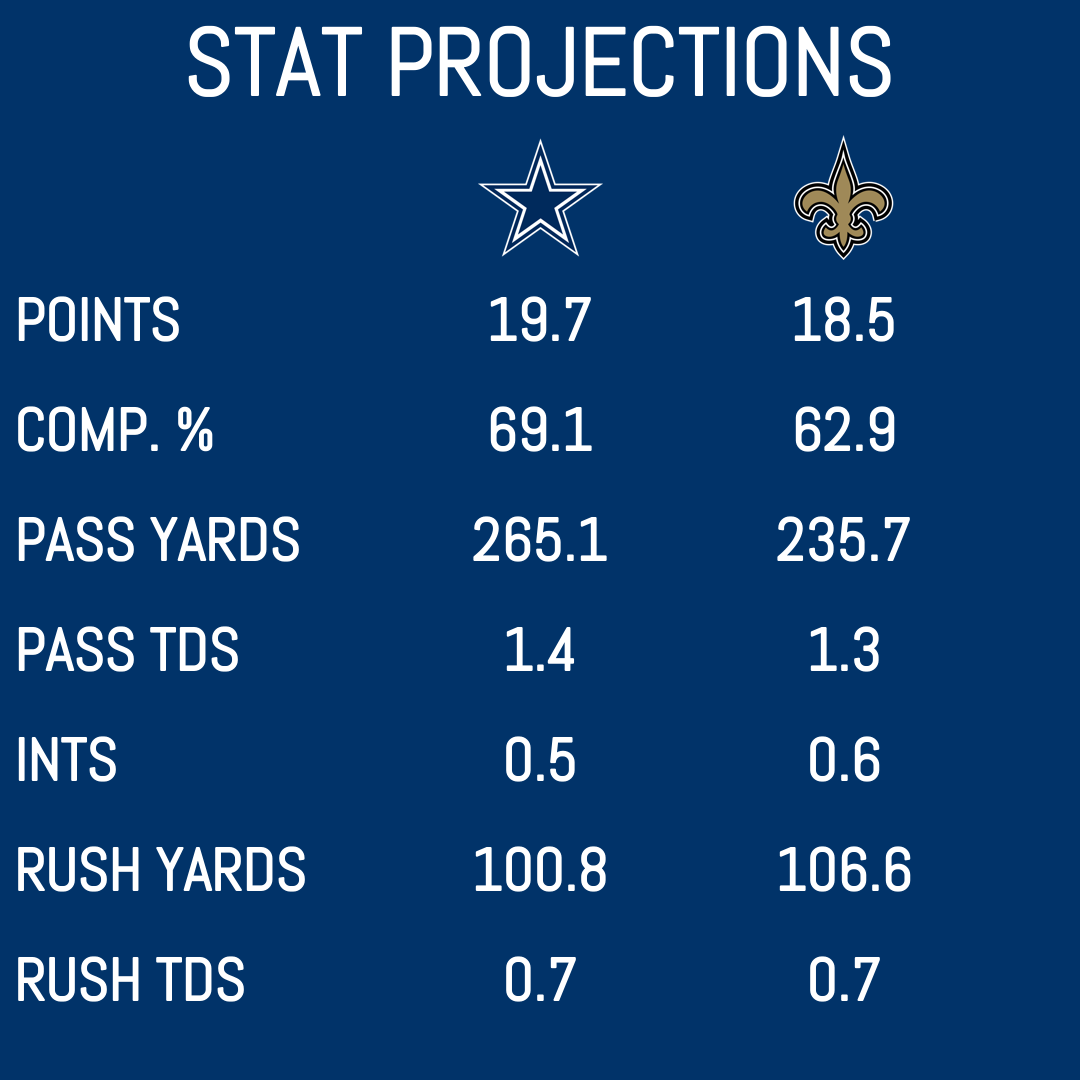 STAT PROJECTIONS
POINTS 19.7 18.5
COMP. % 69.1 62.9
PASS YARDS 265.1 235.7
PASS TDS 1.4 1.3
INTS 0.5 0.6
RUSH YARDS 100.8 106.6
RUSH TDS 0.7 0.7